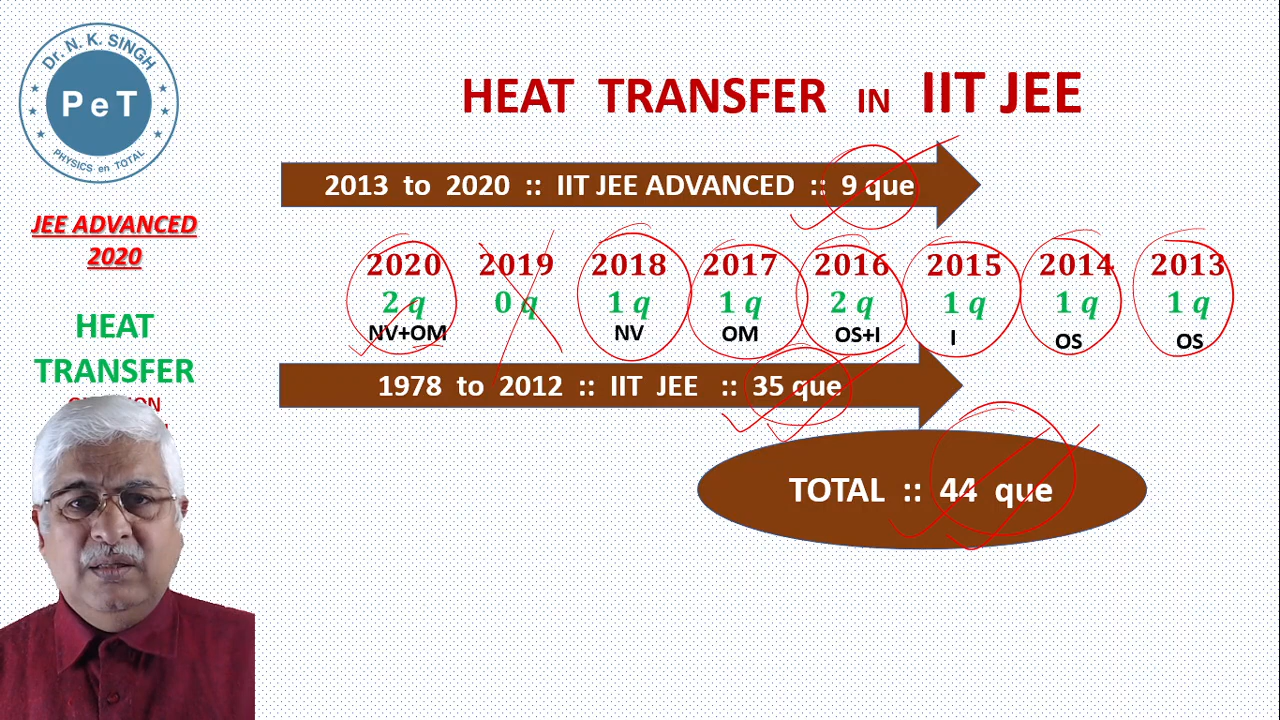 Dr. N. K. SINGH
PeT
PHYSICS en TOTAL
JEE ADVANCED
2020
HEAT
TRANSFER
HEAT TRANSFER IN IIT JEE
2013 to 2020 :: IIT JEE ADVANCED :: 9 que
2020 2019 2018 2017 2016 2015 2014 2013
2 q 0 q 1 q 1 q 2 q 1 q 1 q 1 q
NV+OM NV OM OS+I I OS OS
1978 to 2012 :: IIT JEE :: 35 que
TOTAL :: 44 que